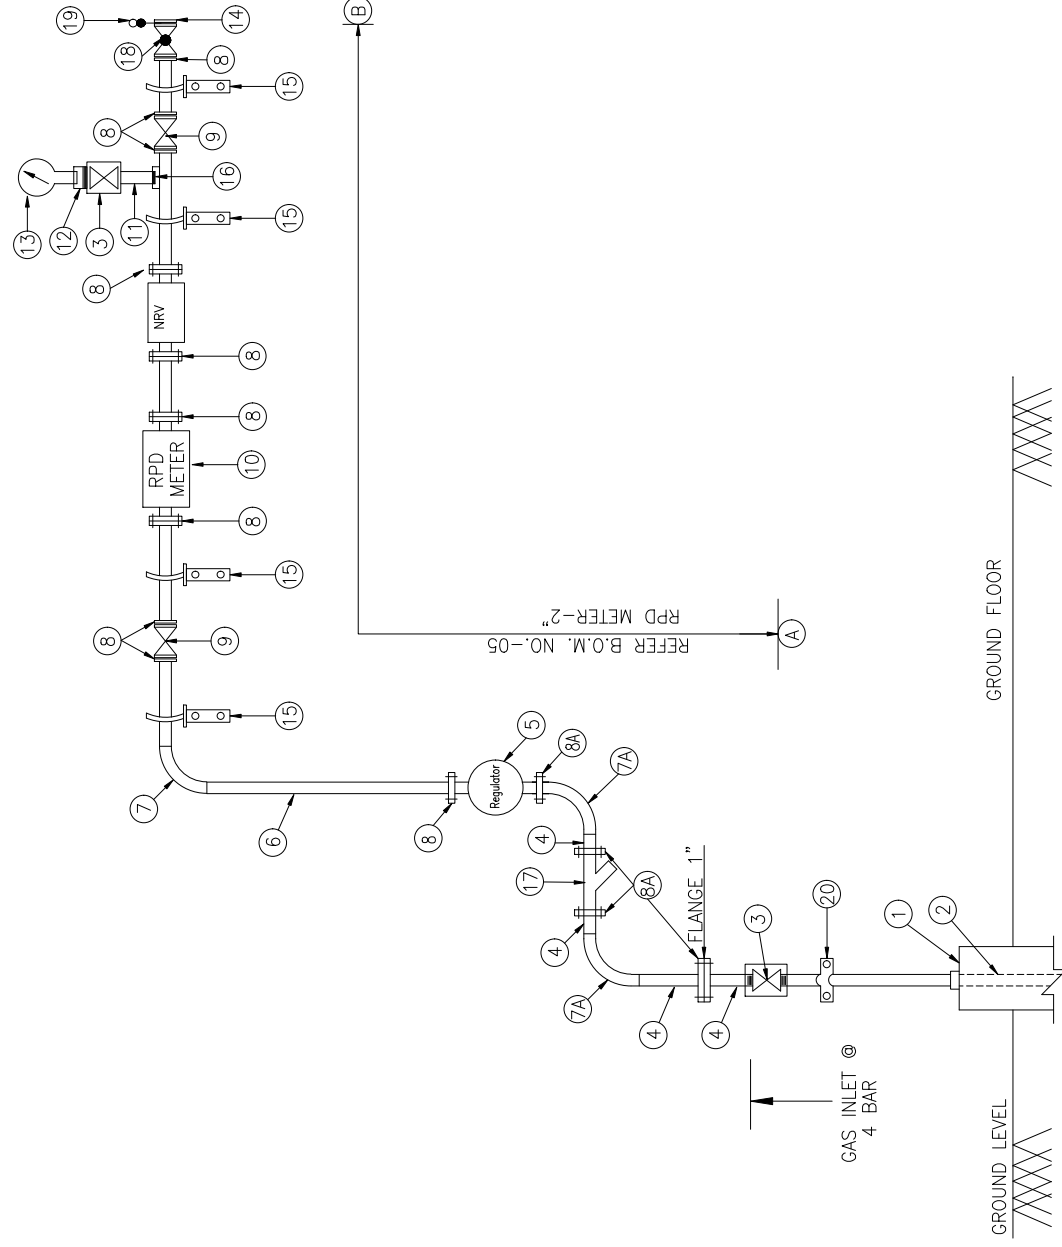 19
14
18
8
15
8
9
13
12
3
11
16
15
8
NRV
8
8
RPD
METER
10
8
15
8
9
15
7
6
8
Regulator
5
8A
7A
4
17
8A
4
7A
FLANGE 1"
4
4
3
20
1
2
B
REFER B.O.M. NO.-05
RPD METER-2"
A
GAS INLET @
4 BAR
GROUND LEVEL
GROUND FLOOR